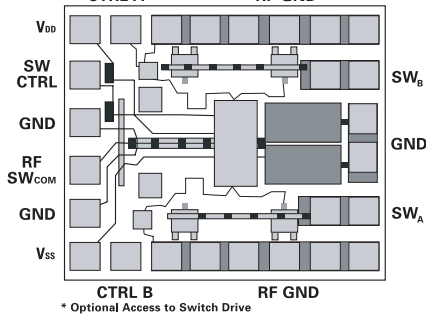 CTRL A RF GND
VDD
SW
CTRL
SWB
GND
GND
RF
SWCOM
GND
SWA
VSS
CTRL B RF GND
* Optional Access to Switch Drive